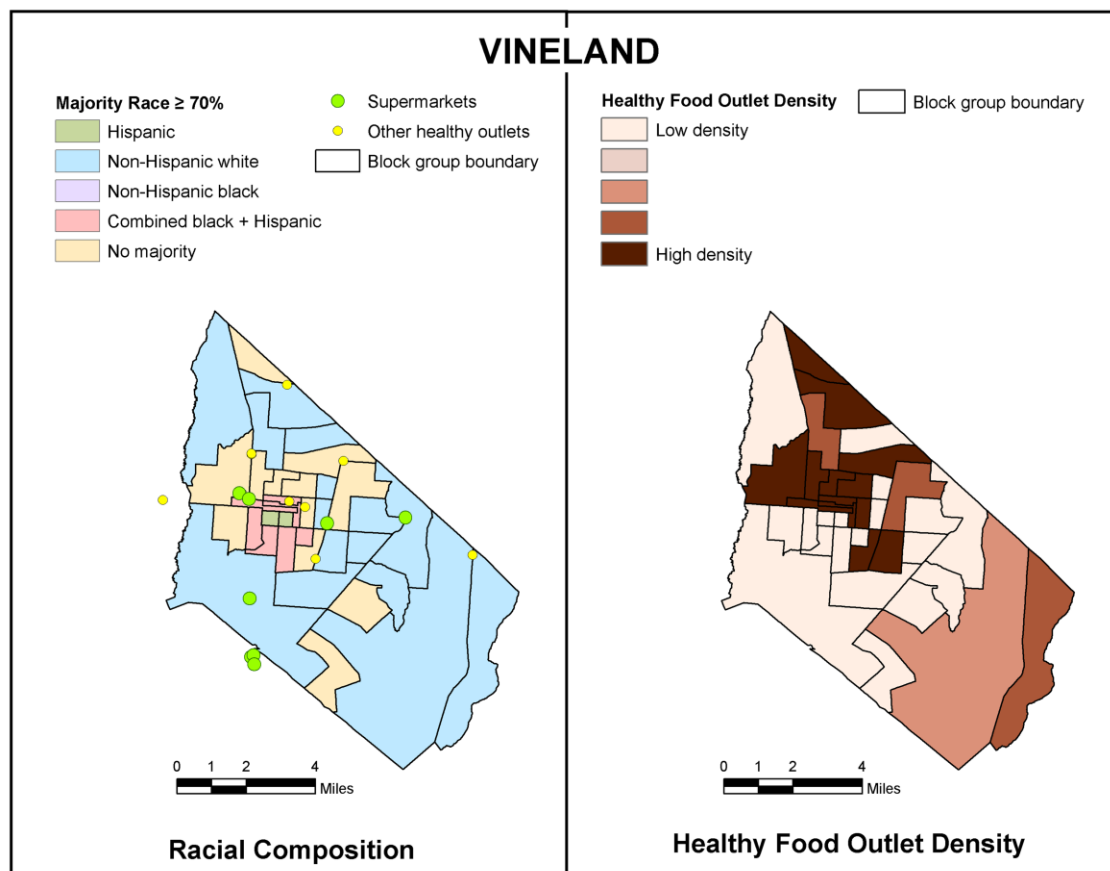 VINELAND
Majority Race ≥ 70%
Hispanic
Non-Hispanic white
Non-Hispanic black
Combined black + Hispanic
No majority
Supermarkets
Other healthy outlets
Block group boundary
0 1 2 4
Miles
Racial Composition
Healthy Food Outlet Density
Low density
High density
Block group boundary
0 1 2 4
Miles
Healthy Food Outlet Density